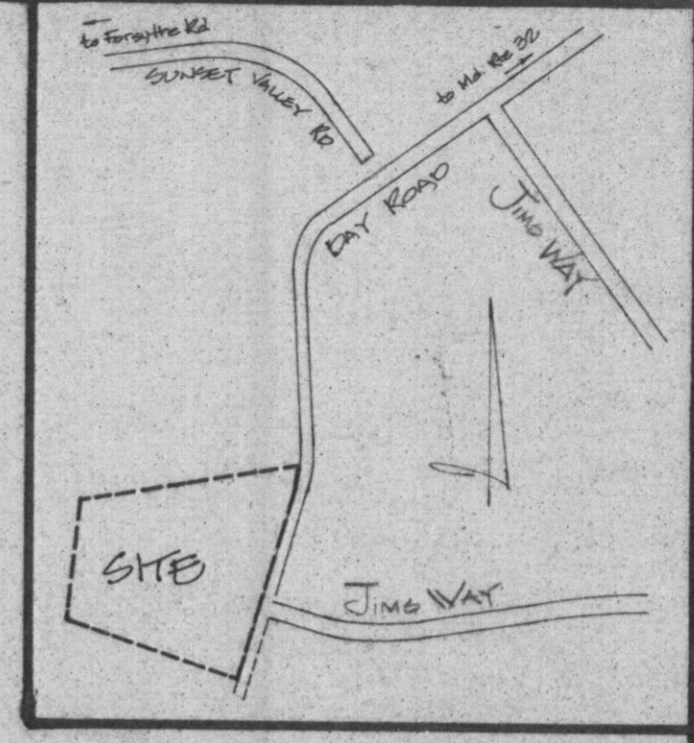 to Forsythe Rd
SUNSET VALLEY RD
to Md. Rte 32
DAY ROAD
JIMS WAY
SITE
JIMS WAY